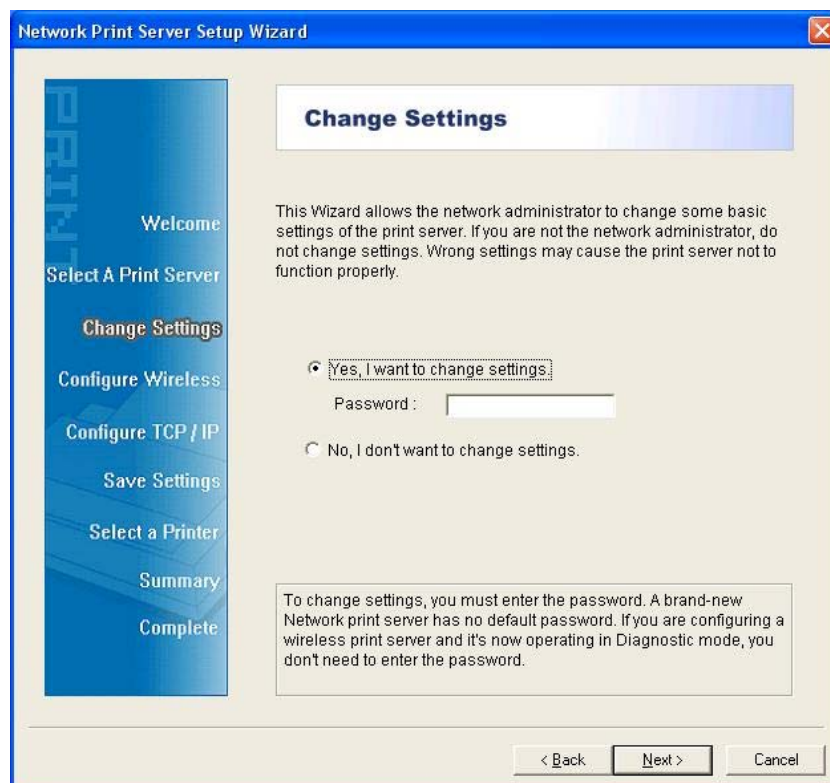 Network Print Server Setup Wizard
PRINT
Welcome
Select A Print Server
Change Settings
Configure Wireless
Configure TCP / IP
Save Settings
Select a Printer
Summary
Complete
Change Settings
This Wizard allows the network administrator to change some basic
settings of the print server. If you are not the network administrator, do
not change settings. Wrong settings may cause the print server not to
function properly.
Yes, I want to change settings.
Password :
No, I don't want to change settings.
To change settings, you must enter the password. A brand-new
Network print server has no default password. If you are configuring a
wireless print server and it's now operating in Diagnostic mode, you
don't need to enter the password.
< Back
Next >
Cancel